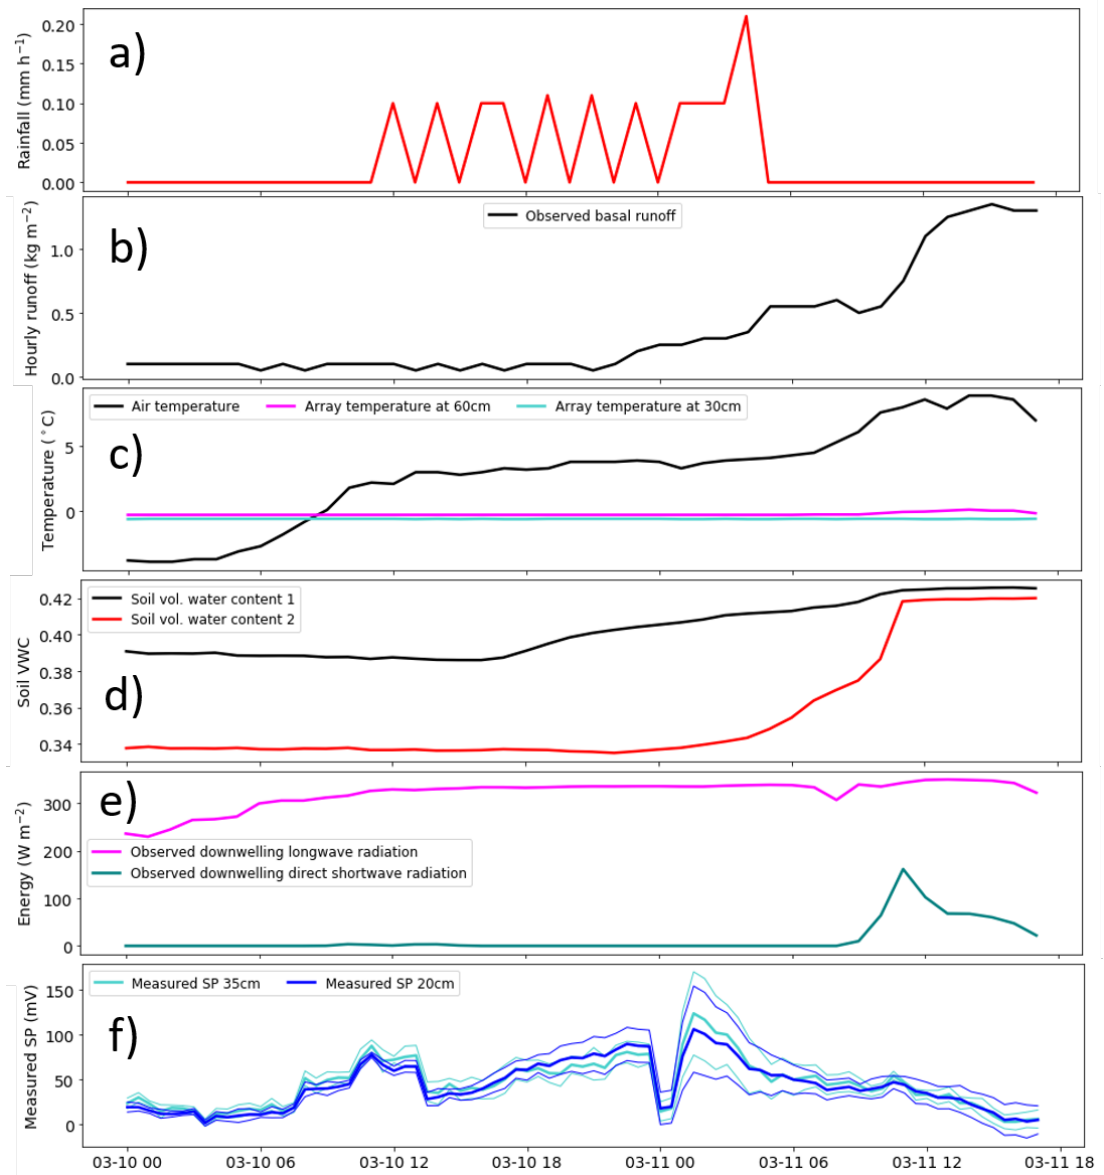 a)
Rainfall (mm h⁻¹)
0.20
0.15
0.10
0.05
0.00
b)
Hourly runoff (kg m⁻²)
1.0
0.5
0.0
Observed basal runoff
c)
Temperature (°C)
5
0
Air temperature
Array temperature at 60cm
Array temperature at 30cm
d)
Soil VWC
0.42
0.40
0.38
0.36
0.34
Soil vol. water content 1
Soil vol. water content 2
e)
Energy (W m⁻²)
300
200
100
0
Observed downwelling longwave radiation
Observed downwelling direct shortwave radiation
f)
Measured SP (mV)
150
100
50
0
Measured SP 35cm
Measured SP 20cm
03-10 00
03-10 06
03-10 12
03-10 18
03-11 00
03-11 06
03-11 12
03-11 18